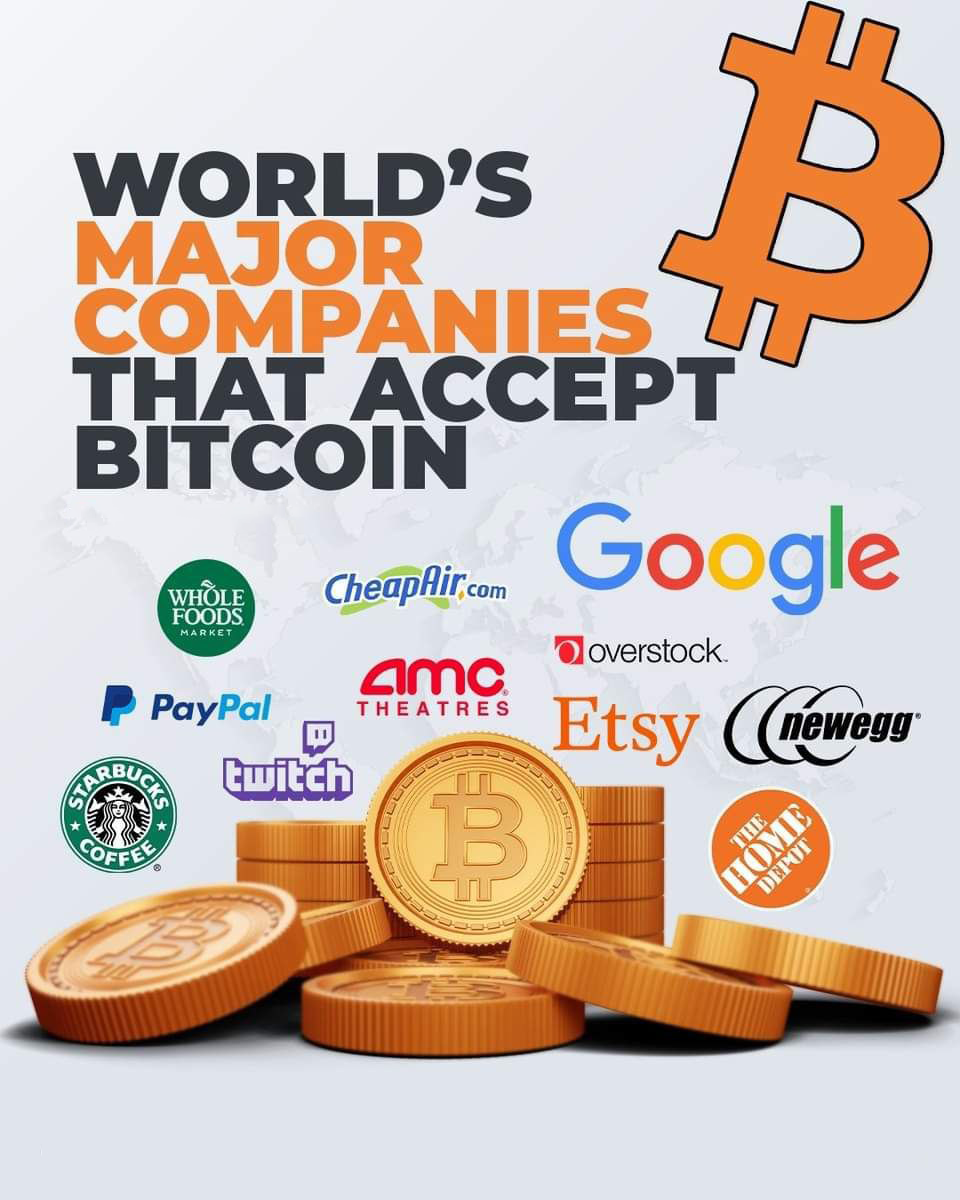 WORLD'S
MAJOR
COMPANIES
THAT ACCEPT
BITCOIN
Google
WHOLE
FOODS
MARKET
CheapAir.com
overstock™
PayPal
amc®
THEATRES
Etsy
newegg®
twitch
STARBUCKS
COFFEE
®
THE
HOME
DEPOT